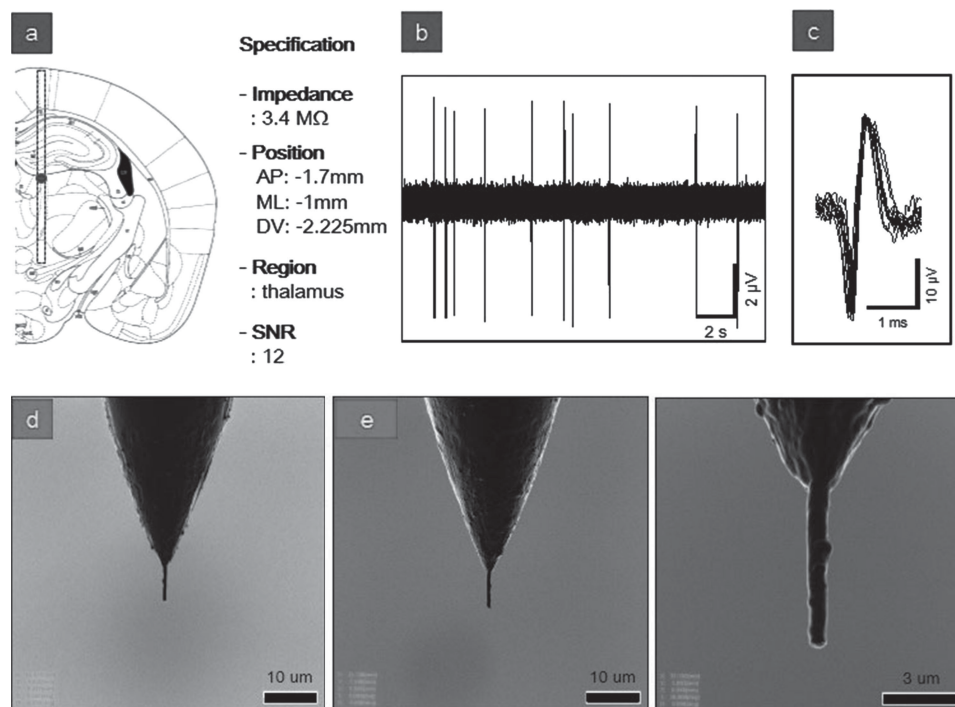 a
Specification
- Impedance
: 3.4 MΩ
- Position
AP: -1.7mm
ML: -1mm
DV: -2.225mm
- Region
: thalamus
- SNR
: 12
b
2 µV
2 s
c
10 µV
1 ms
d
10 um
e
10 um
3 um